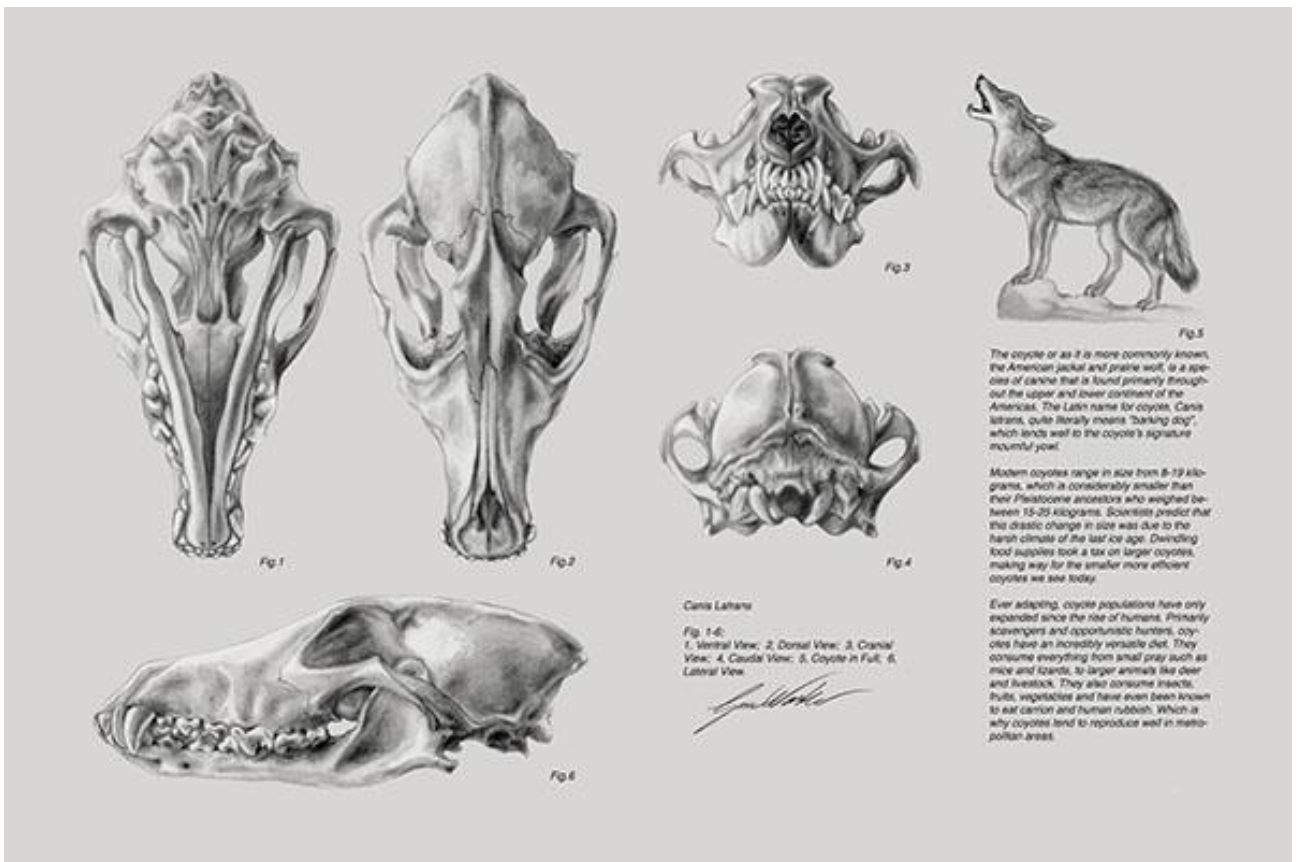 Fig.1
Fig.2
Fig.3
Fig.4
Fig.5
Fig.6
Canis Latrans
Fig. 1-6;
1, Ventral View; 2, Dorsal View; 3, Cranial
View; 4, Caudal View; 5, Coyote in Full; 6,
Lateral View
The coyote or as it is more commonly known,
the American jackal and prairie wolf, is a spe-
cies of canine that is found primarily through-
out the upper and lower continent of the
Americas. The Latin name for coyote, Canis
latrans, quite literally means "barking dog",
which lends well to the coyote's signature
mournful yowl.
Modern coyotes range in size from 8-19 kilo-
grams, which is considerably smaller than
their Pleistocene ancestors who weighed be-
tween 15-25 kilograms. Scientists predict that
this drastic change in size was due to the
harsh climate of the last ice age. Dwindling
food supplies took a tax on larger coyotes,
making way for the smaller more efficient
coyotes we see today.
Ever adapting, coyote populations have only
expanded since the rise of humans. Primarily
scavengers and opportunistic hunters, coy-
otes have an incredibly versatile diet. They
consume everything from small pray such as
mice and lizards, to larger animals like deer
and livestock. They also consume insects,
fruits, vegetables and have even been known
to eat carrion and human rubbish. Which is
why coyotes tend to reproduce well in metro-
politan areas.